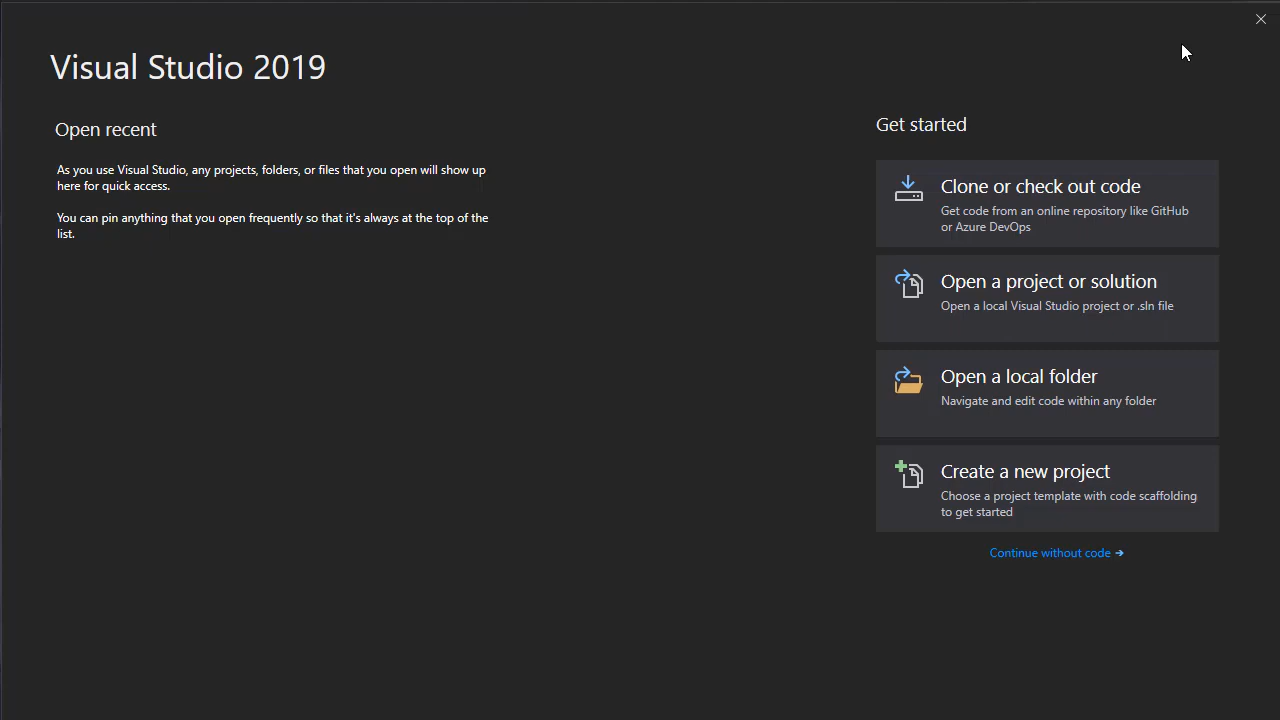 Visual Studio 2019
Open recent
As you use Visual Studio, any projects, folders, or files that you open will show up
here for quick access.
You can pin anything that you open frequently so that it's always at the top of the
list.
Get started
Clone or check out code
Get code from an online repository like GitHub
or Azure DevOps
Open a project or solution
Open a local Visual Studio project or .sln file
Open a local folder
Navigate and edit code within any folder
Create a new project
Choose a project template with code scaffolding
to get started
Continue without code →